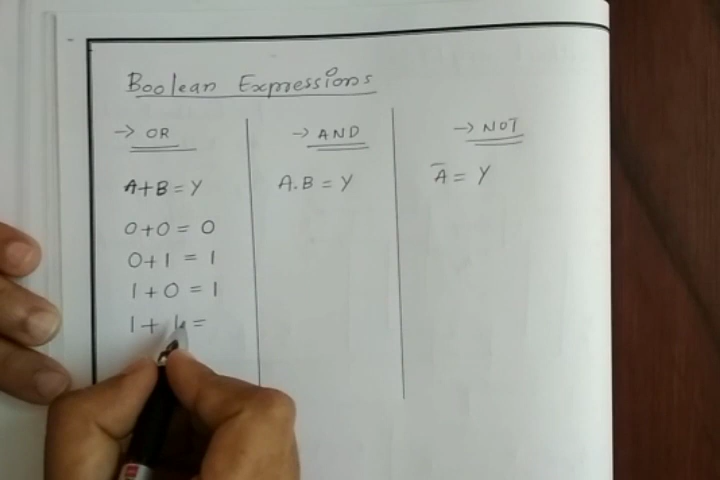 Boolean Expressions
→ OR
A+B = Y
0+0 = 0
0+1 = 1
1+0 = 1
1+1 =
→ AND
A.B = Y
→ NOT
A̅ = Y